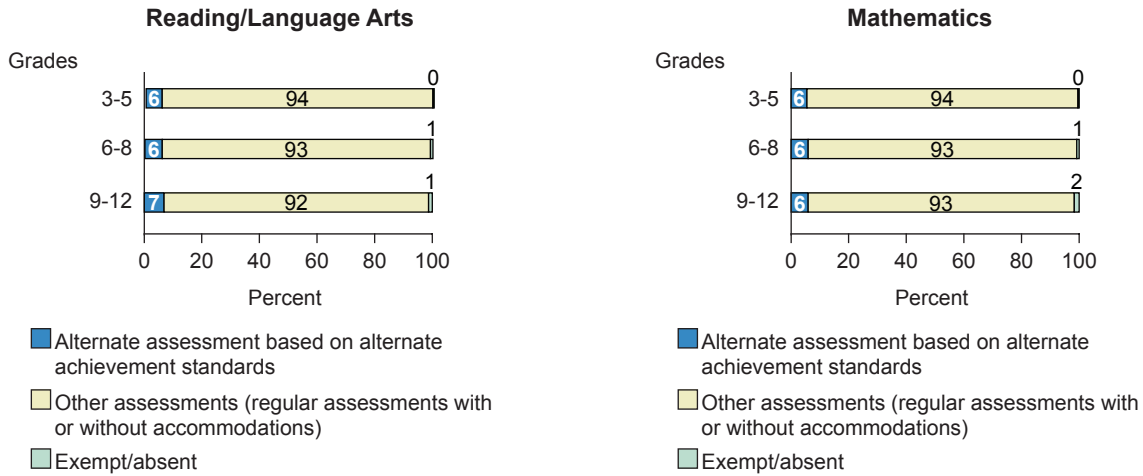 Reading/Language Arts
Grades
0
3-5 6 94
1
6-8 6 93
1
9-12 7 92
0 20 40 60 80 100
Percent
Alternate assessment based on alternate
achievement standards
Other assessments (regular assessments with
or without accommodations)
Exempt/absent
Mathematics
Grades
0
3-5 6 94
1
6-8 6 93
2
9-12 6 93
0 20 40 60 80 100
Percent
Alternate assessment based on alternate
achievement standards
Other assessments (regular assessments with
or without accommodations)
Exempt/absent